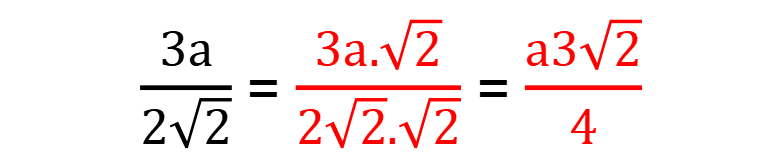 3a/(2√2) = (3a.√2)/(2√2.√2) = (a3√2)/4